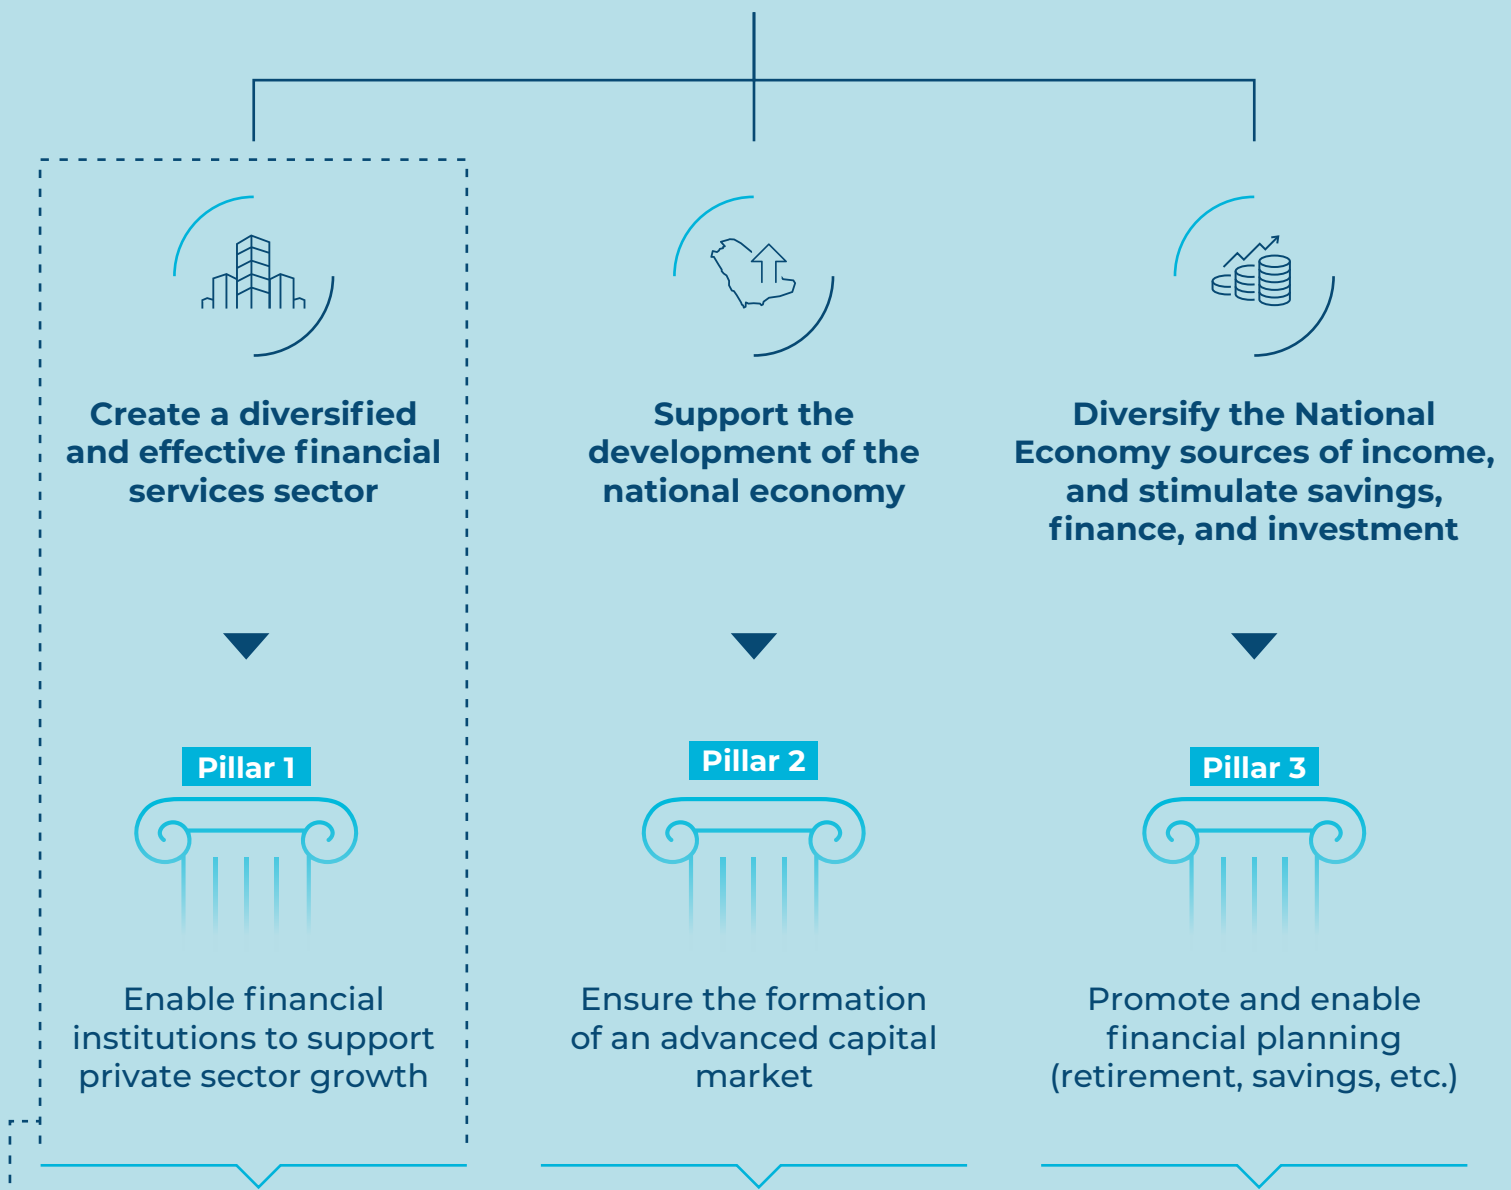 Create a diversified
and effective financial
services sector
Support the
development of the
national economy
Diversify the National
Economy sources of income,
and stimulate savings,
finance, and investment
Pillar 1
Pillar 2
Pillar 3
Enable financial
institutions to support
private sector growth
Ensure the formation
of an advanced capital
market
Promote and enable
financial planning
(retirement, savings, etc.)